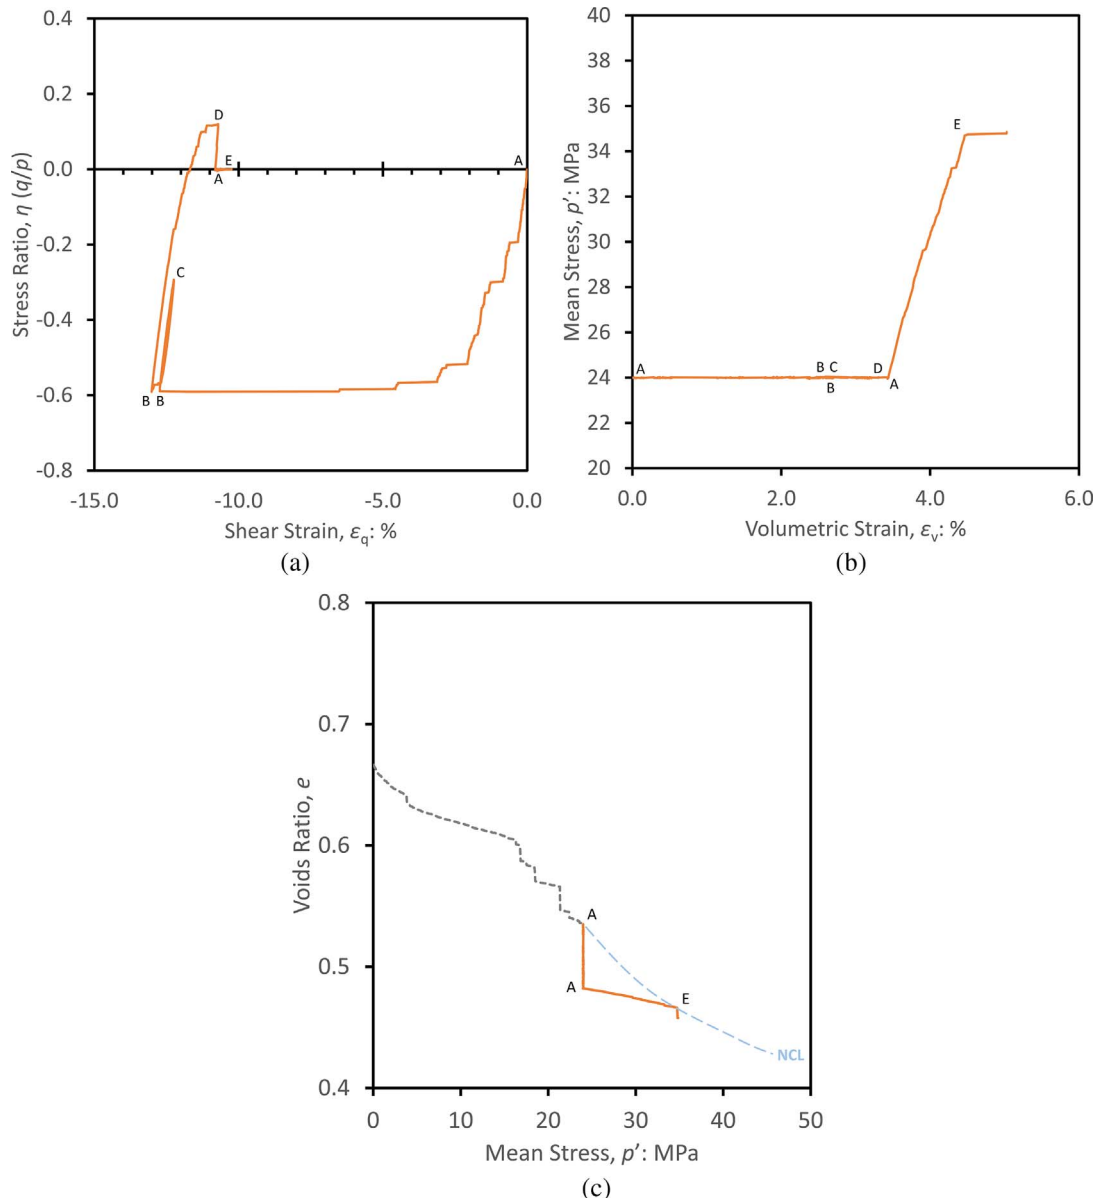 0.4
0.2
0.0
-0.2
-0.4
-0.6
-0.8
Stress Ratio, η (q/p)
D
E
A
A
C
B B
-15.0 -10.0 -5.0 0.0
Shear Strain, εq: %
(a)
40
38
36
34
32
30
28
26
24
22
20
Mean Stress, p’: MPa
E
A
B C
D
B
A
0.0 2.0 4.0 6.0
Volumetric Strain, εv: %
(b)
0.8
0.7
0.6
0.5
0.4
Voids Ratio, e
A
A
E
NCL
0 10 20 30 40 50
Mean Stress, p’: MPa
(c)